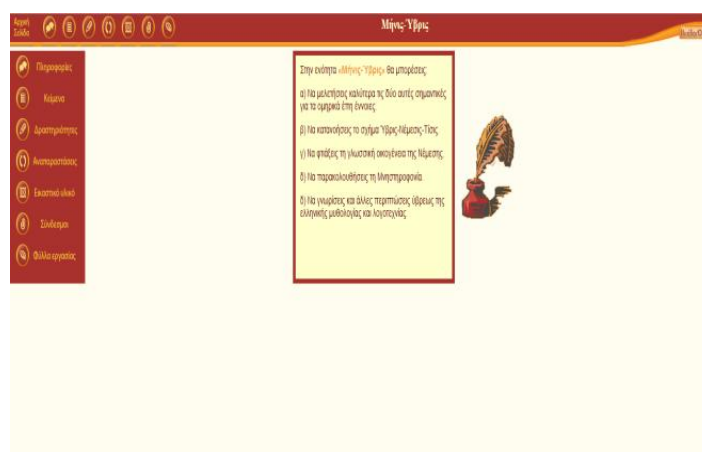 Αρχική
Σελίδα
Μήνις-Ύβρις
Πληροφορίες
Κείμενα
Δραστηριότητες
Αναπαραστάσεις
Εικαστικό υλικό
Σύνδεσμοι
Φύλλα εργασίας
Στην ενότητα «Μήνις-Ύβρις» θα μπορέσεις:
α) Να μελετήσεις καλύτερα τις δύο αυτές σημαντικές
για τα ομηρικά έπη έννοιες.
β) Να κατανοήσεις το σχήμα Ύβρις-Νέμεσις-Τίσις.
γ) Να φτιάξεις τη γλωσσική οικογένεια της Νέμεσης.
δ) Να παρακολουθήσεις τη Μνηστηροφονία.
δ) Να γνωρίσεις και άλλες περιπτώσεις ύβρεως της
ελληνικής μυθολογίας και λογοτεχνίας.